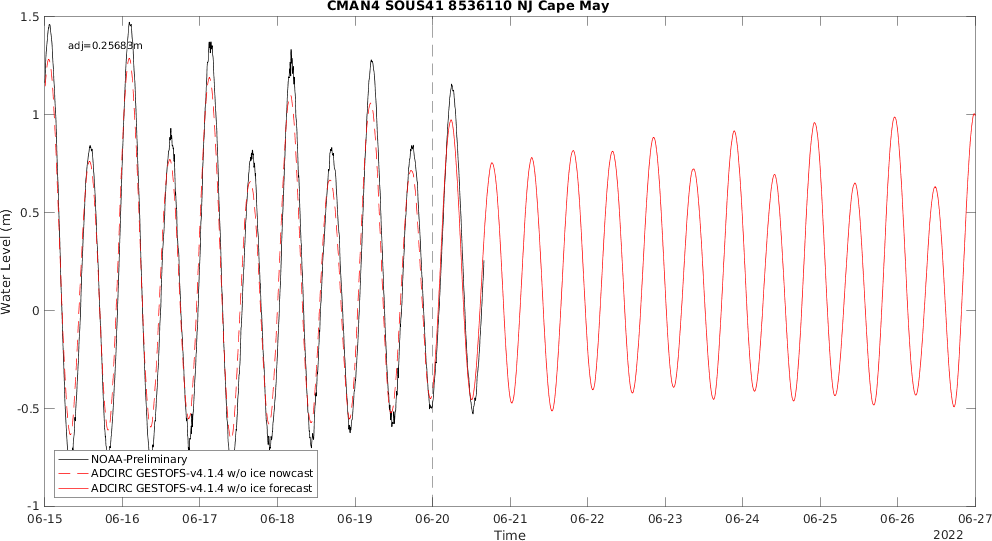 CMAN4 SOUS41 8536110 NJ Cape May
adj=0.25683m
1.5
1
0.5
0
-0.5
-1
Water Level (m)
NOAA-Preliminary
ADCIRC GESTOFS-v4.1.4 w/o ice nowcast
ADCIRC GESTOFS-v4.1.4 w/o ice forecast
06-15 06-16 06-17 06-18 06-19 06-20 06-21 06-22 06-23 06-24 06-25 06-26 06-27
Time
2022